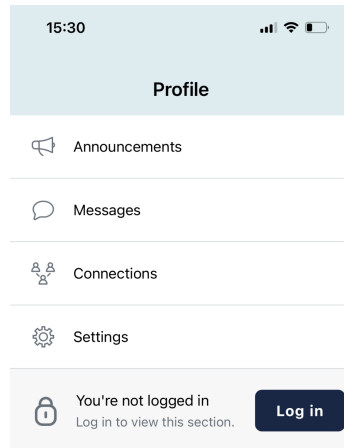 15:30
Profile
Announcements
Messages
Connections
Settings
You're not logged in
Log in to view this section.
Log in